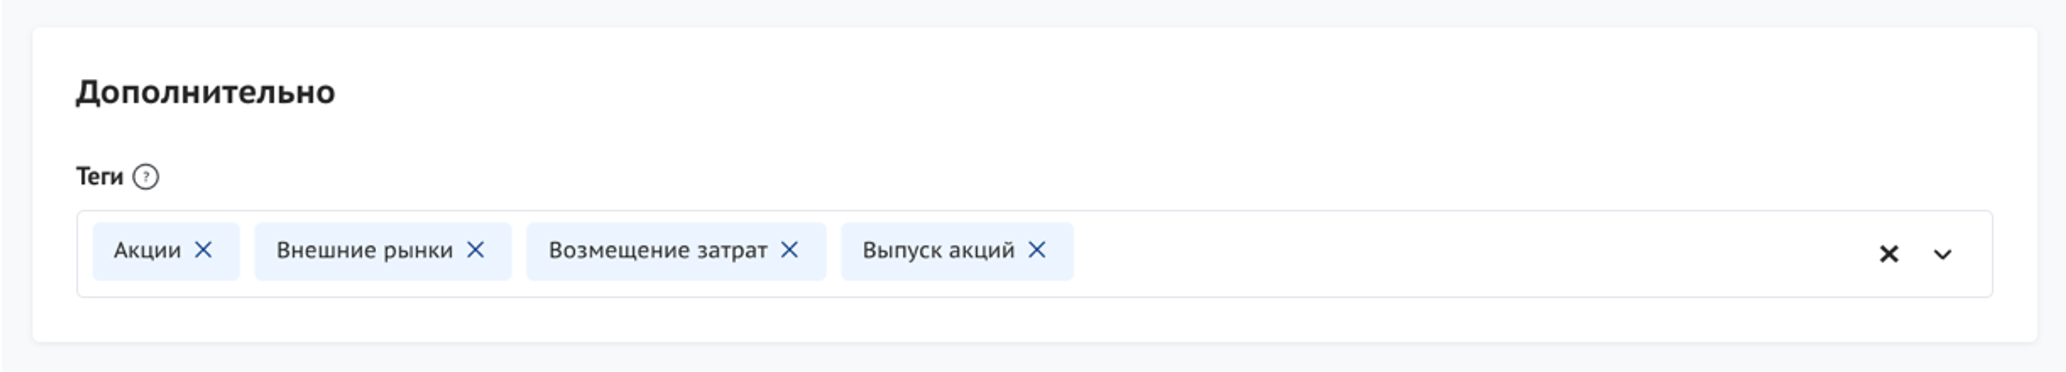 Дополнительно
Теги ?
Акции Внешние рынки Возмещение затрат Выпуск акций